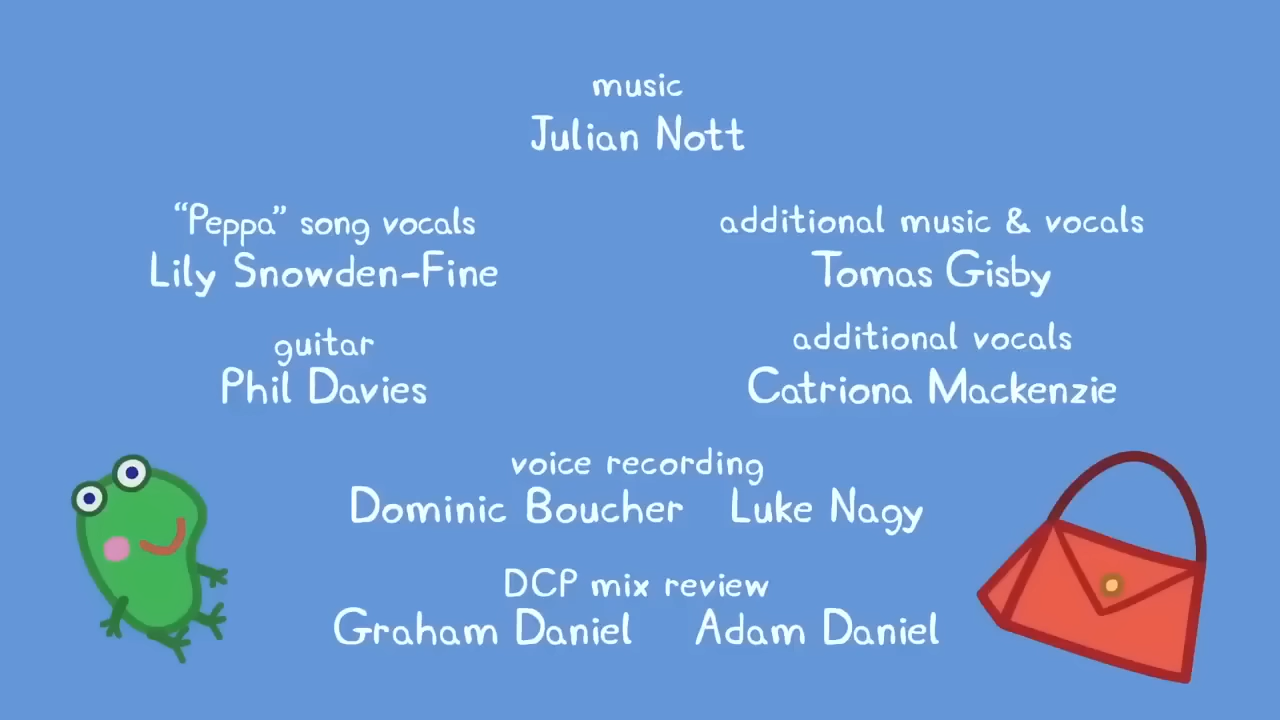 music
Julian Nott
“Peppa” song vocals
Lily Snowden-Fine
additional music & vocals
Tomas Gisby
guitar
Phil Davies
additional vocals
Catriona Mackenzie
voice recording
Dominic Boucher Luke Nagy
DCP mix review
Graham Daniel Adam Daniel